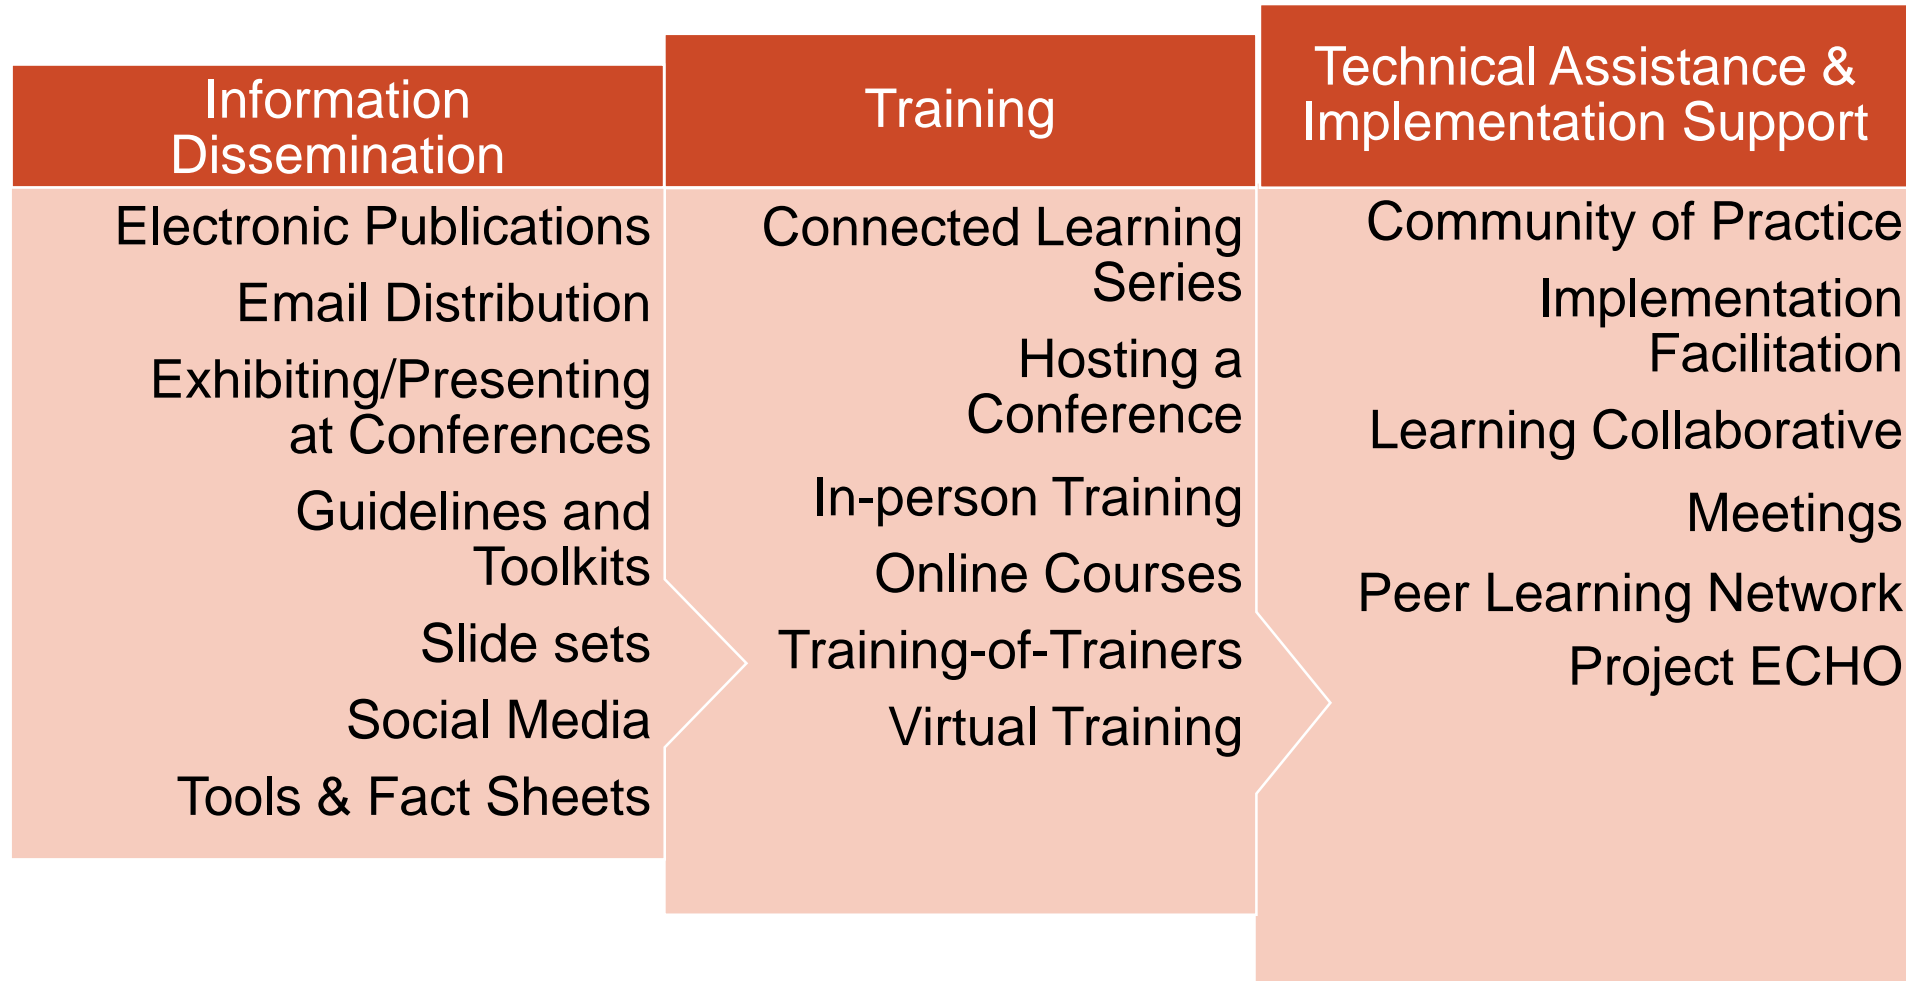 Information
Dissemination
Electronic Publications
Email Distribution
Exhibiting/Presenting
at Conferences
Guidelines and
Toolkits
Slide sets
Social Media
Tools & Fact Sheets
Training
Connected Learning
Series
Hosting a
Conference
In-person Training
Online Courses
Training-of-Trainers
Virtual Training
Technical Assistance &
Implementation Support
Community of Practice
Implementation
Facilitation
Learning Collaborative
Meetings
Peer Learning Network
Project ECHO